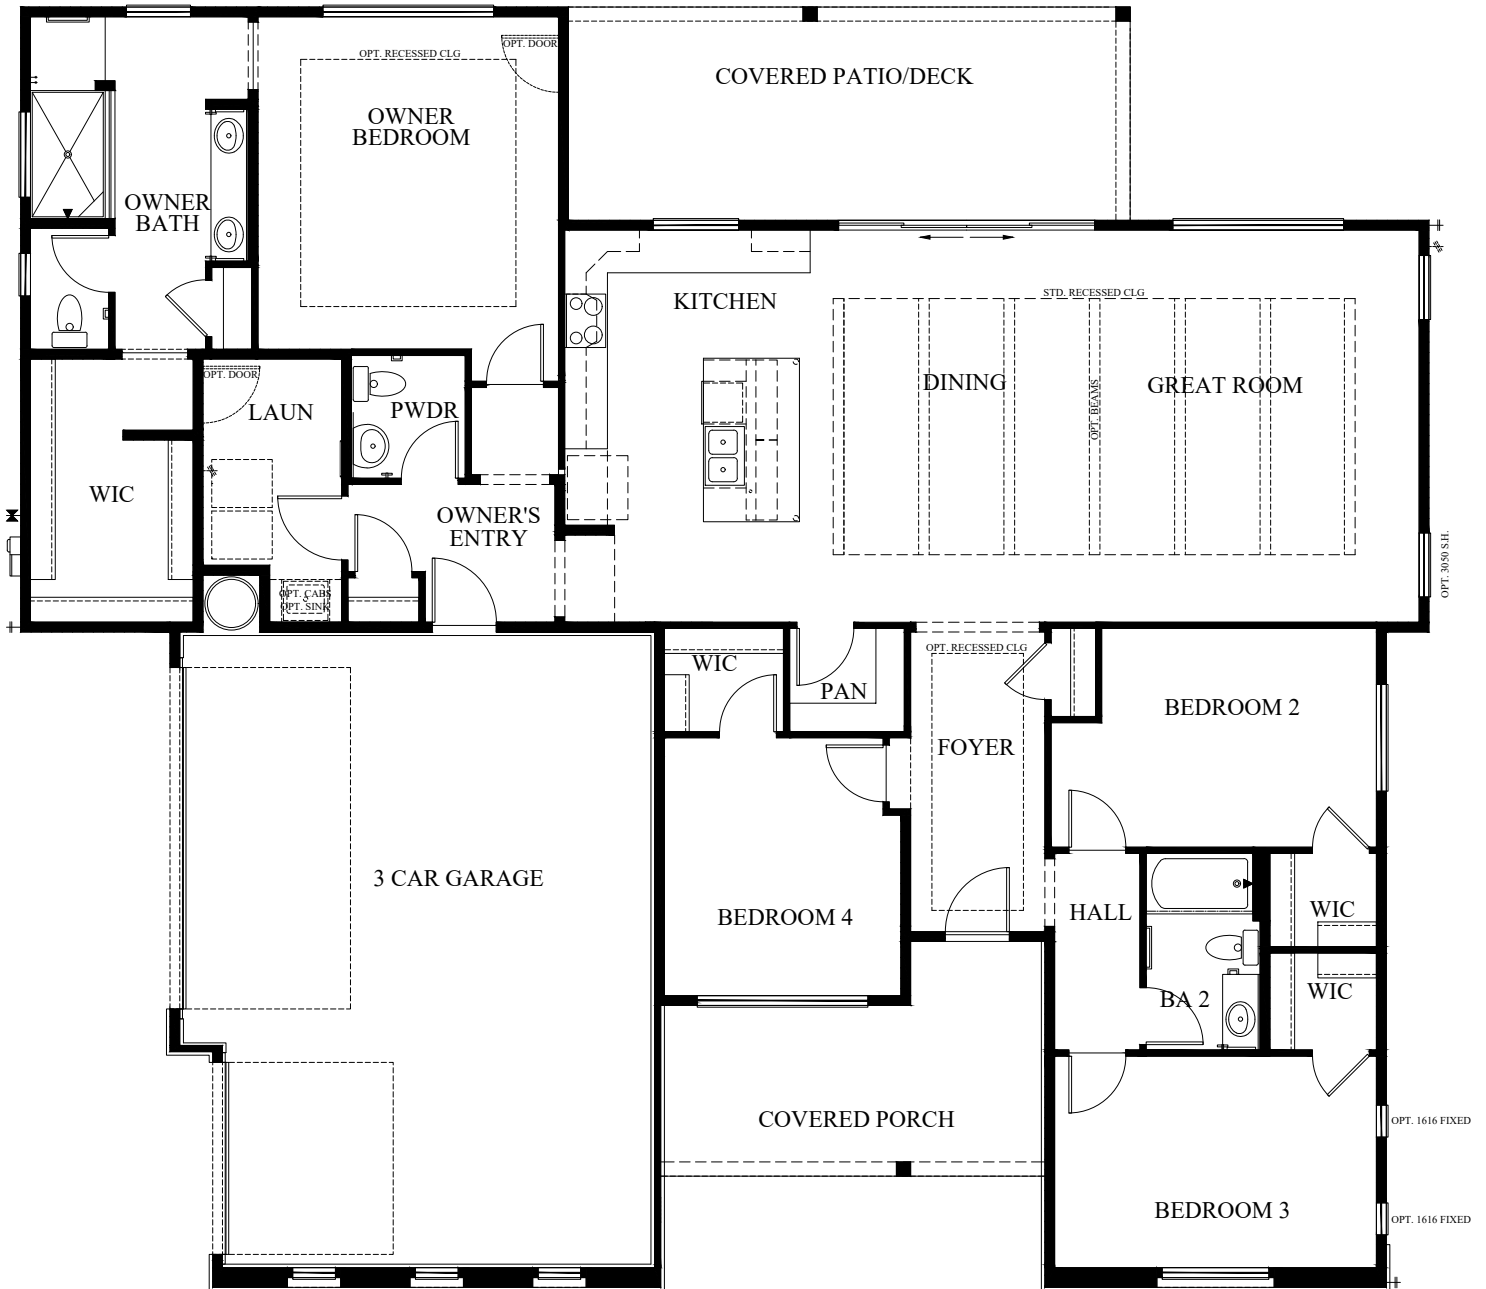 OPT. RECESSED CLG
OPT. DOOR
COVERED PATIO/DECK
OWNER
BEDROOM
OWNER
BATH
KITCHEN
STD. RECESSED CLG
OPT. DOOR
LAUN
PWDR
DINING
OPT. BEAMS
GREAT ROOM
WIC
OWNER'S
ENTRY
OPT. 3050 S.H.
OPT. CABS
OPT. SINK
WIC
PAN
OPT. RECESSED CLG
BEDROOM 2
FOYER
3 CAR GARAGE
BEDROOM 4
HALL
WIC
BA 2
WIC
COVERED PORCH
OPT. 1616 FIXED
BEDROOM 3
OPT. 1616 FIXED